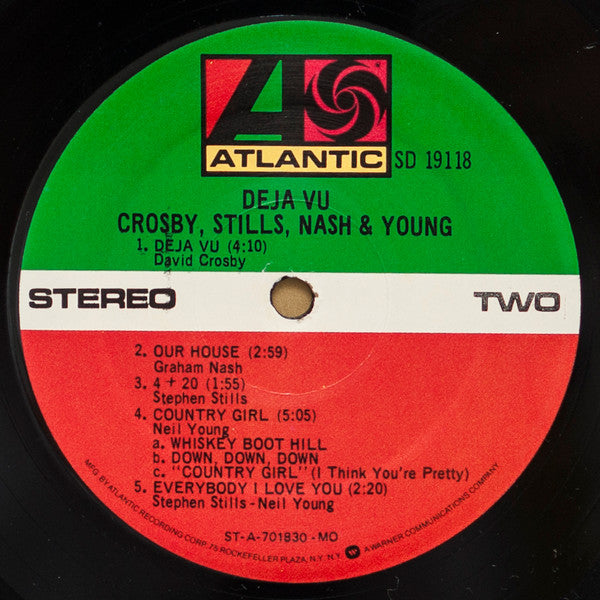 ATLANTIC SD 19118
DEJA VU
CROSBY, STILLS, NASH & YOUNG
1. DEJA VU (4:10)
David Crosby
STEREO
TWO
2. OUR HOUSE (2:59)
Graham Nash
3. 4 + 20 (1:55)
Stephen Stills
4. COUNTRY GIRL (5:05)
Neil Young
a. WHISKEY BOOT HILL
b. DOWN, DOWN, DOWN
c. "COUNTRY GIRL" (I Think You're Pretty)
5. EVERYBODY I LOVE YOU (2:20)
Stephen Stills-Neil Young
ST-A-701830-MO
MFG. BY ATLANTIC RECORDING CORP. 75 ROCKEFELLER PLAZA, N.Y. N.Y. W A WARNER COMMUNICATIONS COMPANY